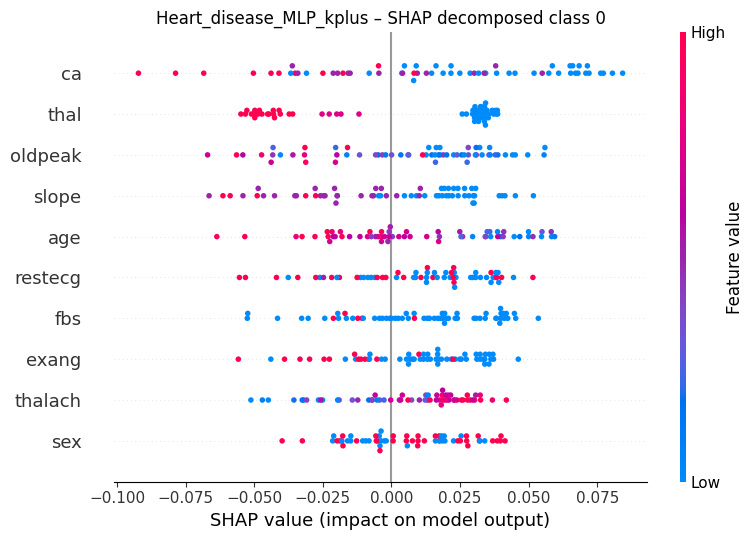 Heart_disease_MLP_kplus – SHAP decomposed class 0
High
ca
thal
oldpeak
slope
age
restecg
fbs
exang
thalach
sex
Feature value
Low
−0.100 −0.075 −0.050 −0.025 0.000 0.025 0.050 0.075
SHAP value (impact on model output)